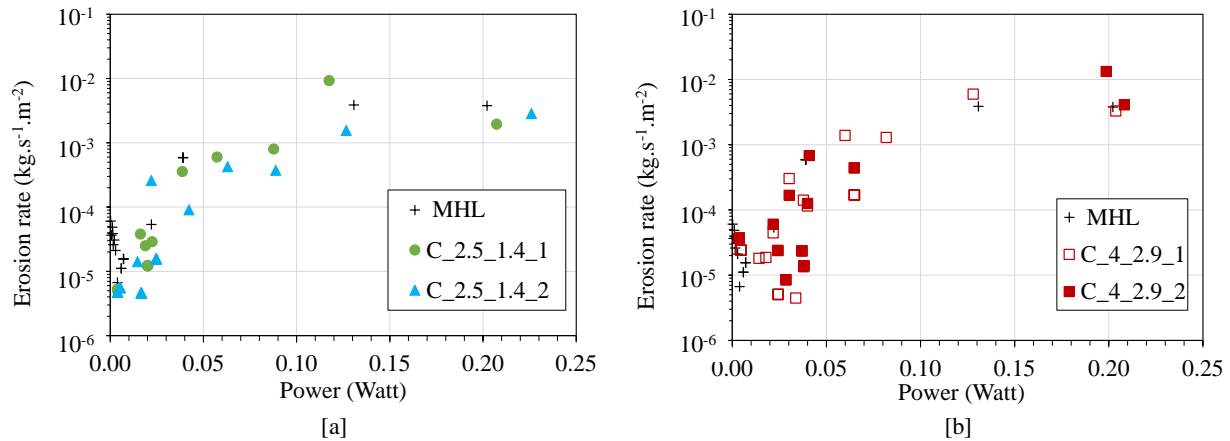 10⁻¹
10⁻²
10⁻³
10⁻⁴
10⁻⁵
10⁻⁶
Erosion rate (kg.s⁻¹.m⁻²)
MHL
C_2.5_1.4_1
C_2.5_1.4_2
0.00 0.05 0.10 0.15 0.20 0.25
Power (Watt)
[a]
10⁻¹
10⁻²
10⁻³
10⁻⁴
10⁻⁵
10⁻⁶
Erosion rate (kg.s⁻¹.m⁻²)
MHL
C_4_2.9_1
C_4_2.9_2
0.00 0.05 0.10 0.15 0.20 0.25
Power (Watt)
[b]